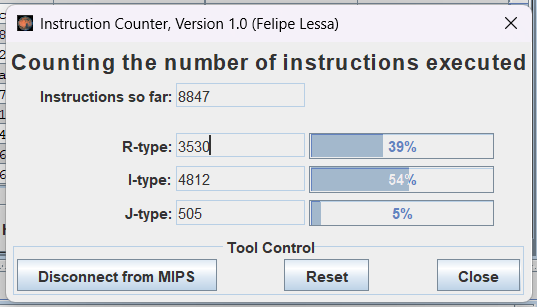 Instruction Counter, Version 1.0 (Felipe Lessa)
Counting the number of instructions executed
Instructions so far: 8847
R-type: 3530 39%
I-type: 4812 54%
J-type: 505 5%
Tool Control
Disconnect from MIPS Reset Close